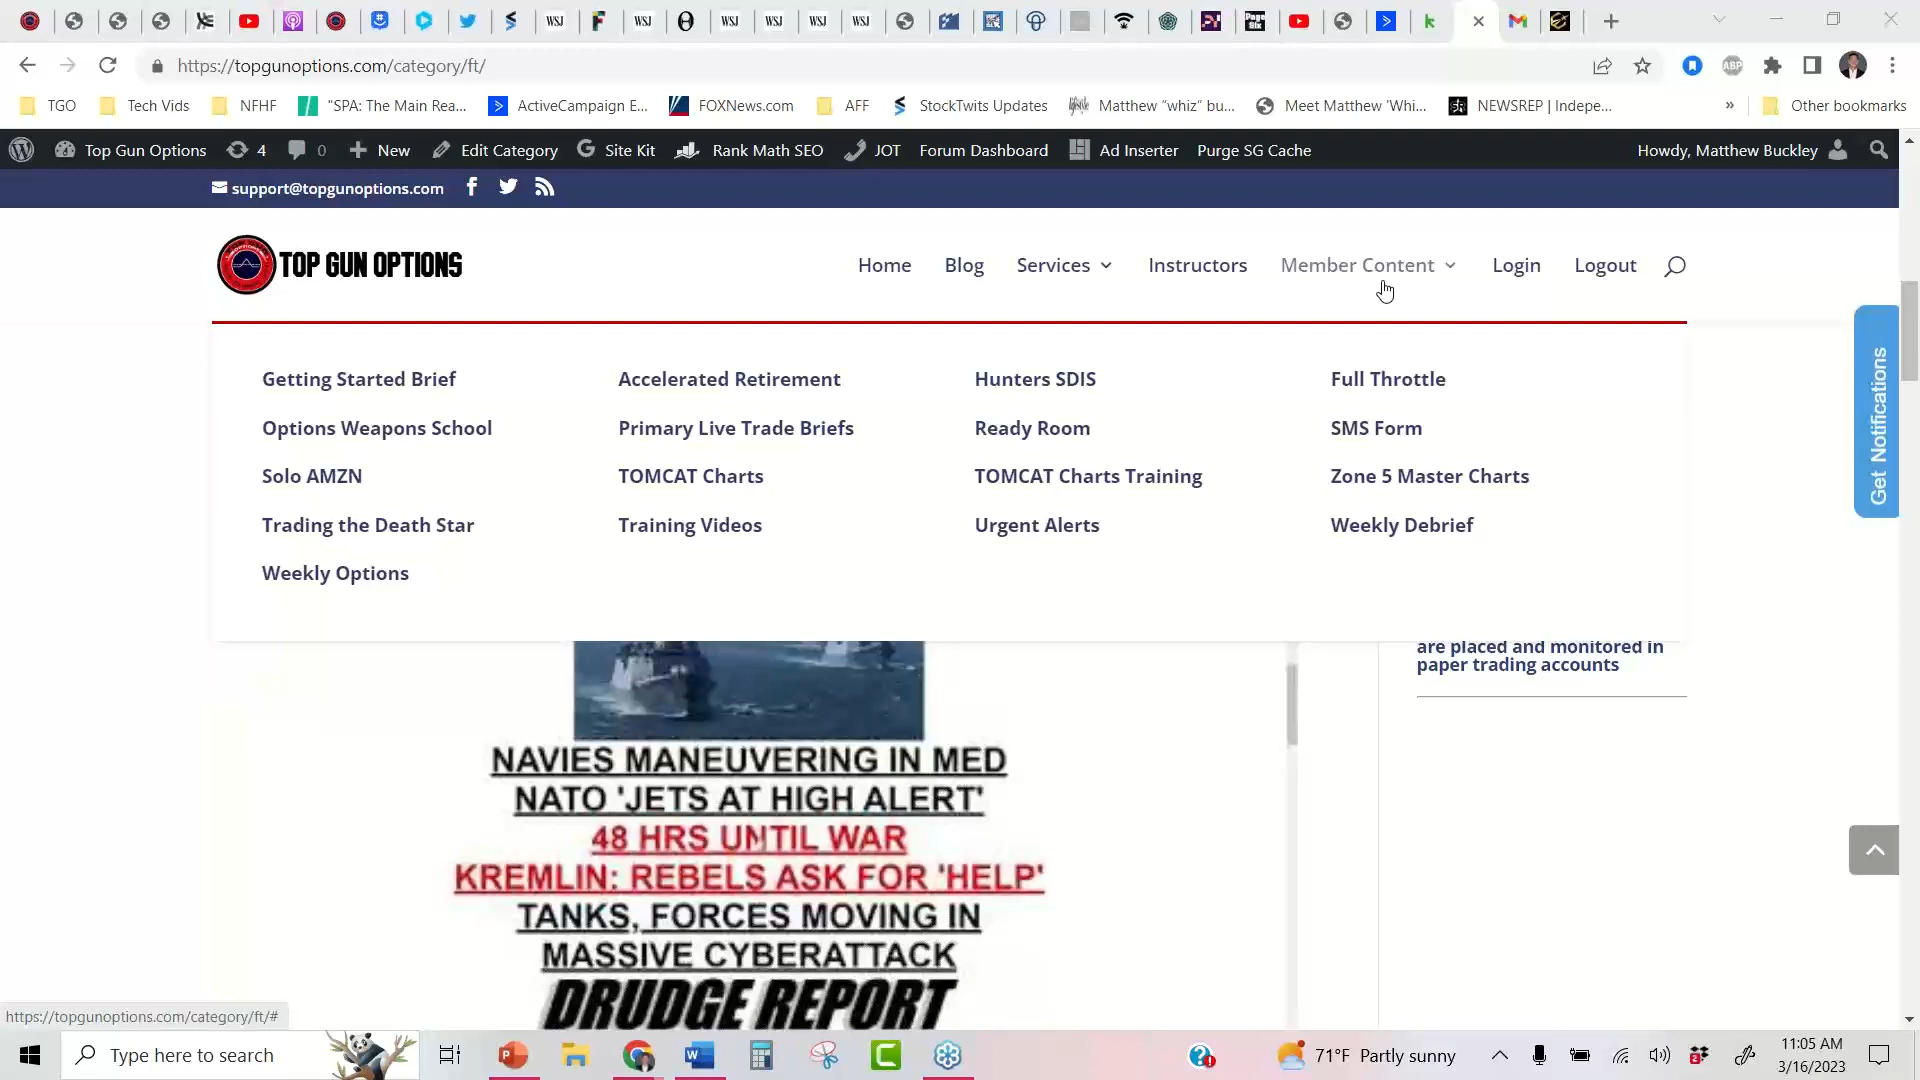 https://topgunoptions.com/category/ft/
TGO Tech Vids NFHF "SPA: The Main Rea... ActiveCampaign E... FOXNews.com AFF StockTwits Updates Matthew "whiz" bu... Meet Matthew 'Whi... NEWSREP | Indepe... » Other bookmarks
Top Gun Options 4 0 New Edit Category Site Kit Rank Math SEO JOT Forum Dashboard Ad Inserter Purge SG Cache Howdy, Matthew Buckley
support@topgunoptions.com
TOP GUN OPTIONS Home Blog Services Instructors Member Content Login Logout
Getting Started Brief Accelerated Retirement Hunters SDIS Full Throttle
Options Weapons School Primary Live Trade Briefs Ready Room SMS Form
Solo AMZN TOMCAT Charts TOMCAT Charts Training Zone 5 Master Charts
Trading the Death Star Training Videos Urgent Alerts Weekly Debrief
Weekly Options
Get Notifications
are placed and monitored in
paper trading accounts
NAVIES MANEUVERING IN MED
NATO 'JETS AT HIGH ALERT'
48 HRS UNTIL WAR
KREMLIN: REBELS ASK FOR 'HELP'
TANKS, FORCES MOVING IN
MASSIVE CYBERATTACK
DRUDGE REPORT
https://topgunoptions.com/category/ft/#
Type here to search 71°F Partly sunny 11:05 AM
3/16/2023